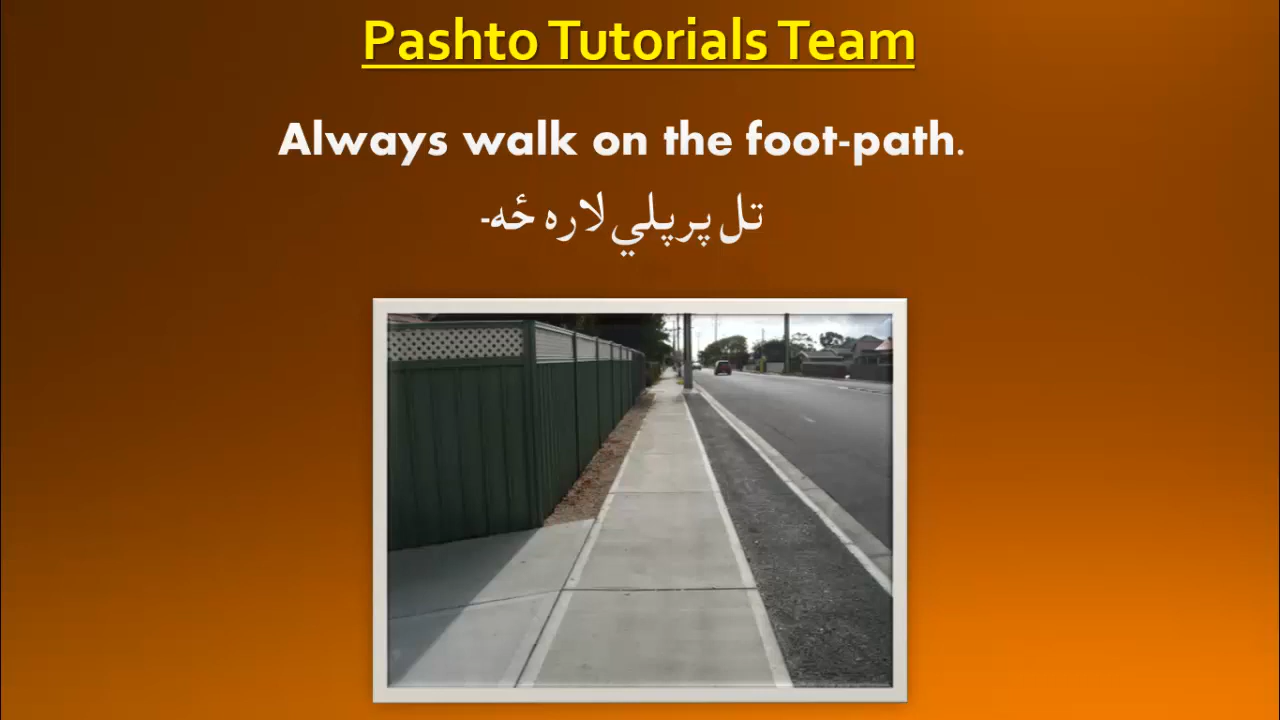 Pashto Tutorials Team
Always walk on the foot-path.
تل پر پلي لاره ځه-